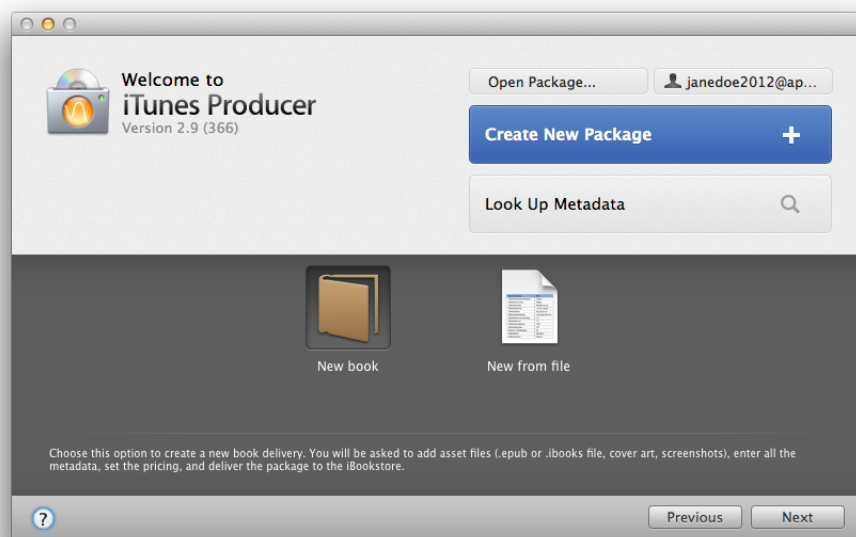 Welcome to
iTunes Producer
Version 2.9 (366)
Open Package...
janedoe2012@ap...
Create New Package
Look Up Metadata
New book
New from file
Choose this option to create a new book delivery. You will be asked to add asset files (.epub or .ibooks file, cover art, screenshots), enter all the
metadata, set the pricing, and deliver the package to the iBookstore.
?
Previous
Next